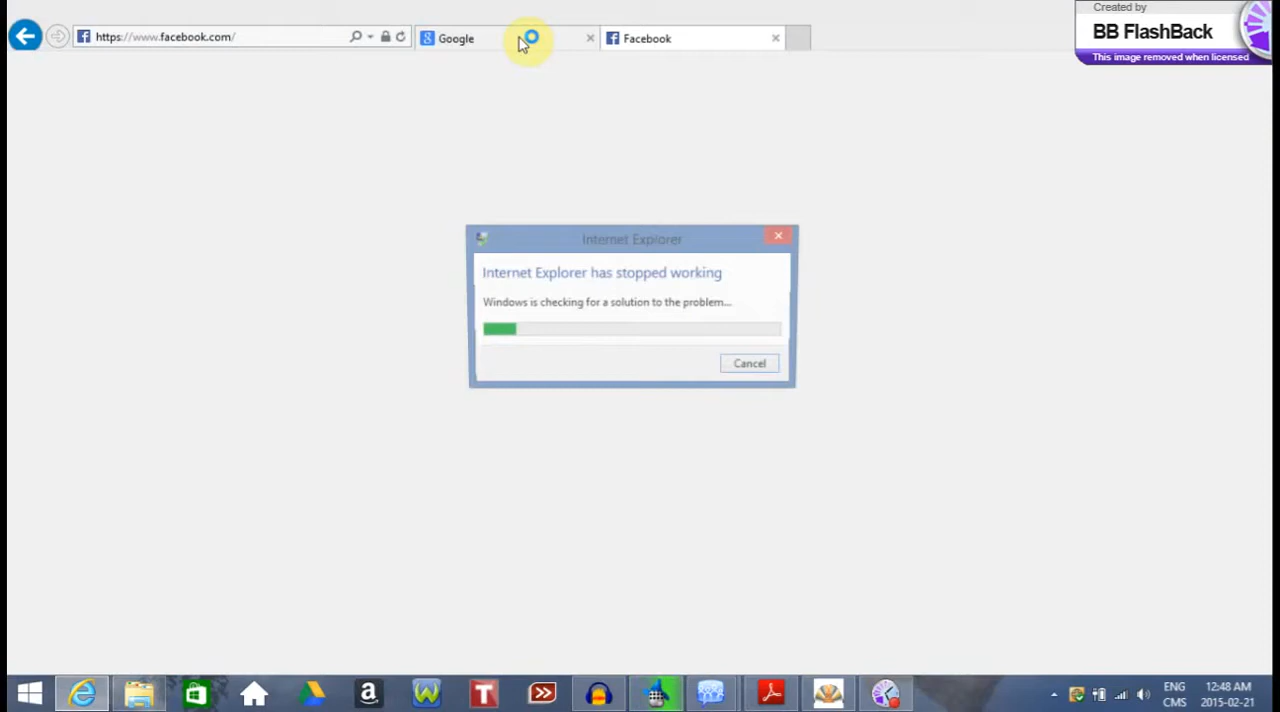 Created by
BB FlashBack
This image removed when licensed
https://www.facebook.com/
Google
Facebook
Internet Explorer
Internet Explorer has stopped working
Windows is checking for a solution to the problem...
Cancel
ENG
CMS
12:48 AM
2015-02-21